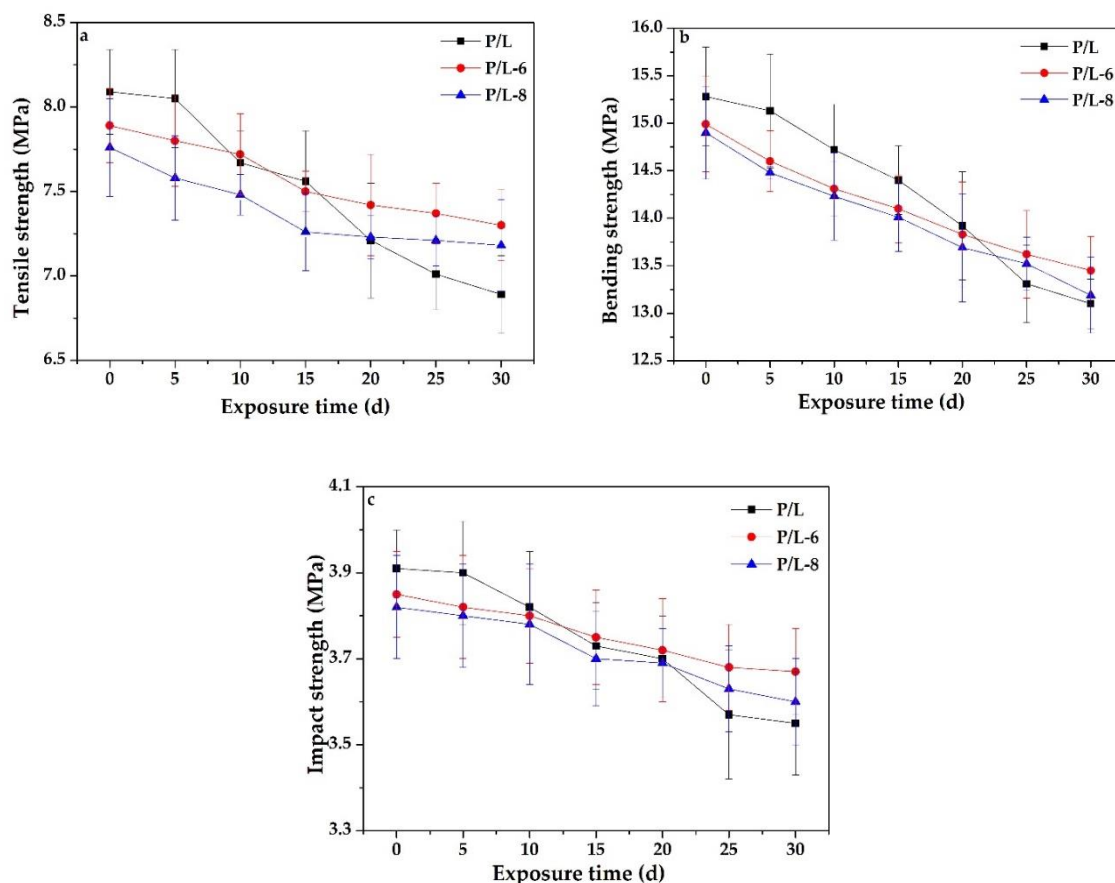 a
P/L
P/L-6
P/L-8
Tensile strength (MPa)
8.5
8.0
7.5
7.0
6.5
0 5 10 15 20 25 30
Exposure time (d)
b
P/L
P/L-6
P/L-8
Bending strength (MPa)
16.0
15.5
15.0
14.5
14.0
13.5
13.0
12.5
0 5 10 15 20 25 30
Exposure time (d)
c
P/L
P/L-6
P/L-8
Impact strength (MPa)
4.1
3.9
3.7
3.5
3.3
0 5 10 15 20 25 30
Exposure time (d)